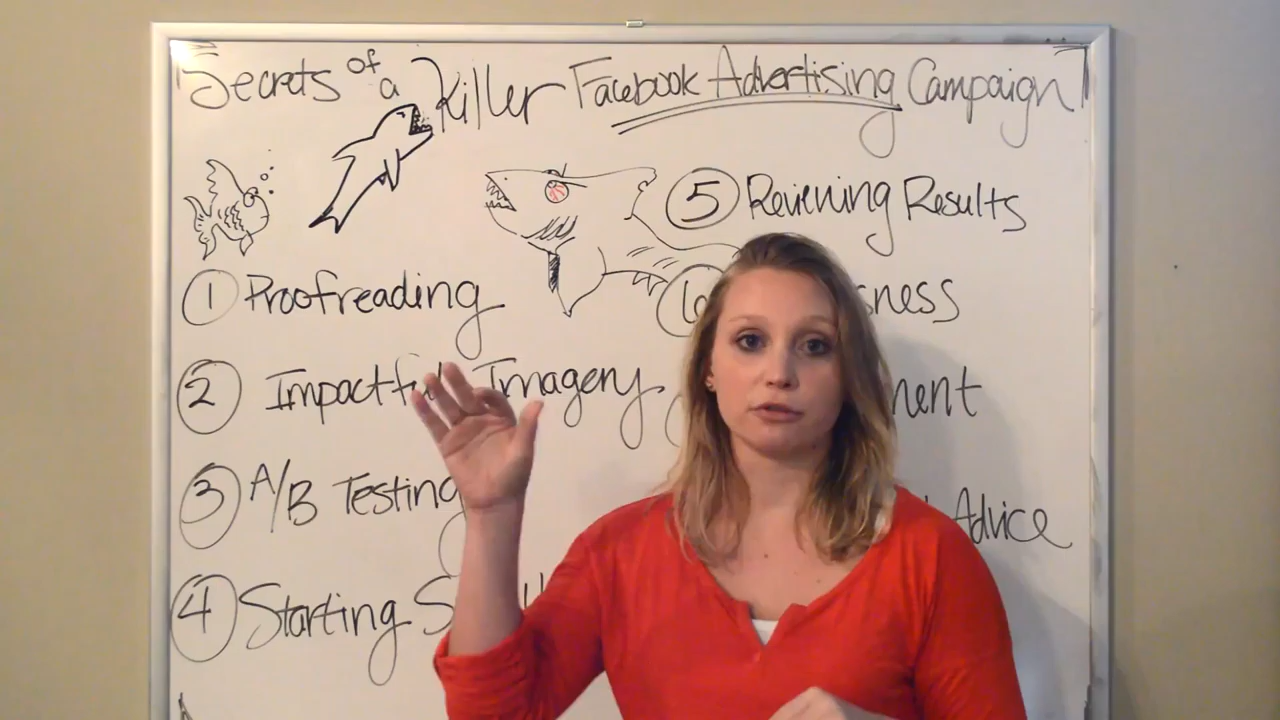 Secrets of a Killer Facebook Advertising Campaign
1 Proofreading
2 Impactful Imagery
3 A/B Testing
4 Starting
5 Reviewing Results
6
Advice